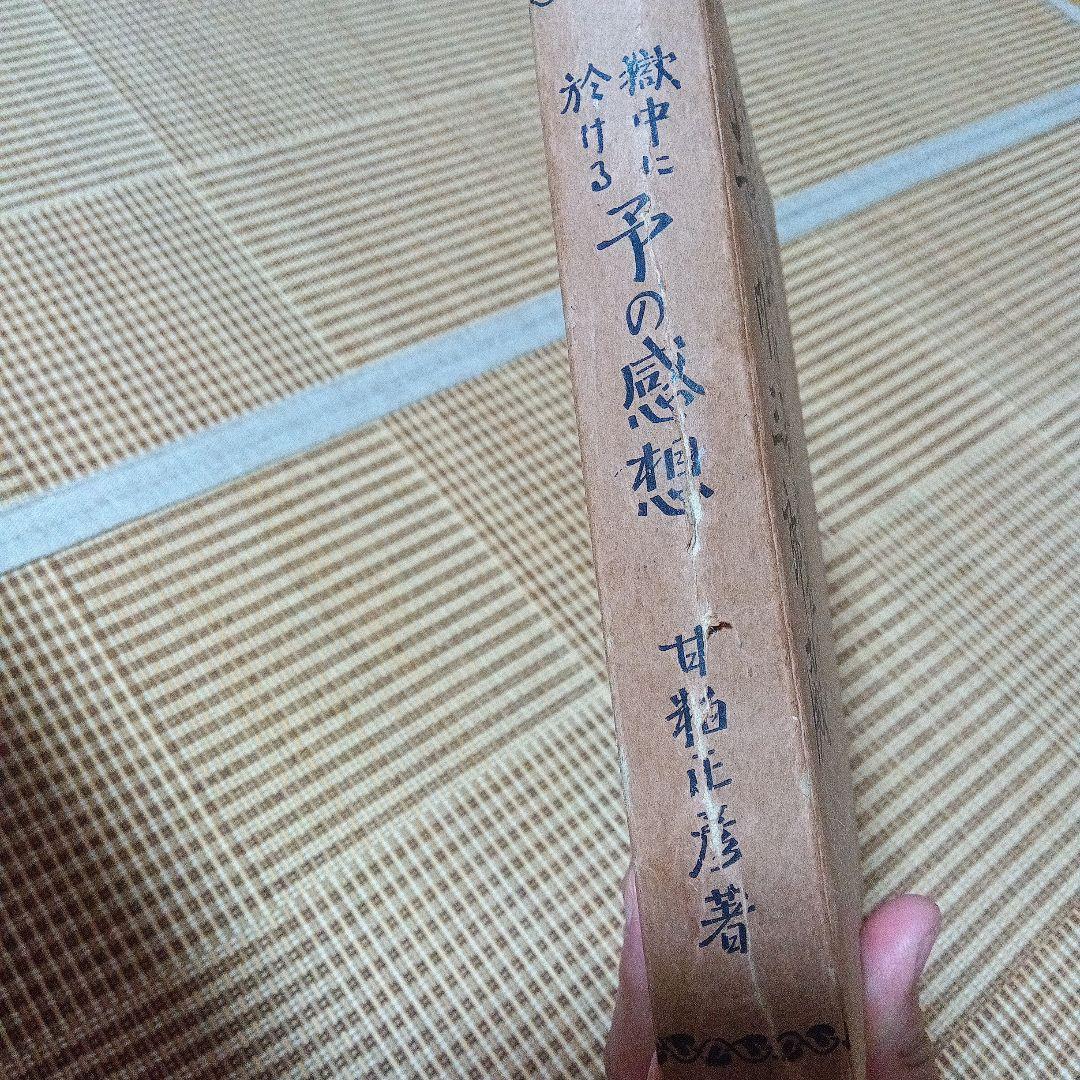 獄中に
於ける
予の感想
甘粕正彦著